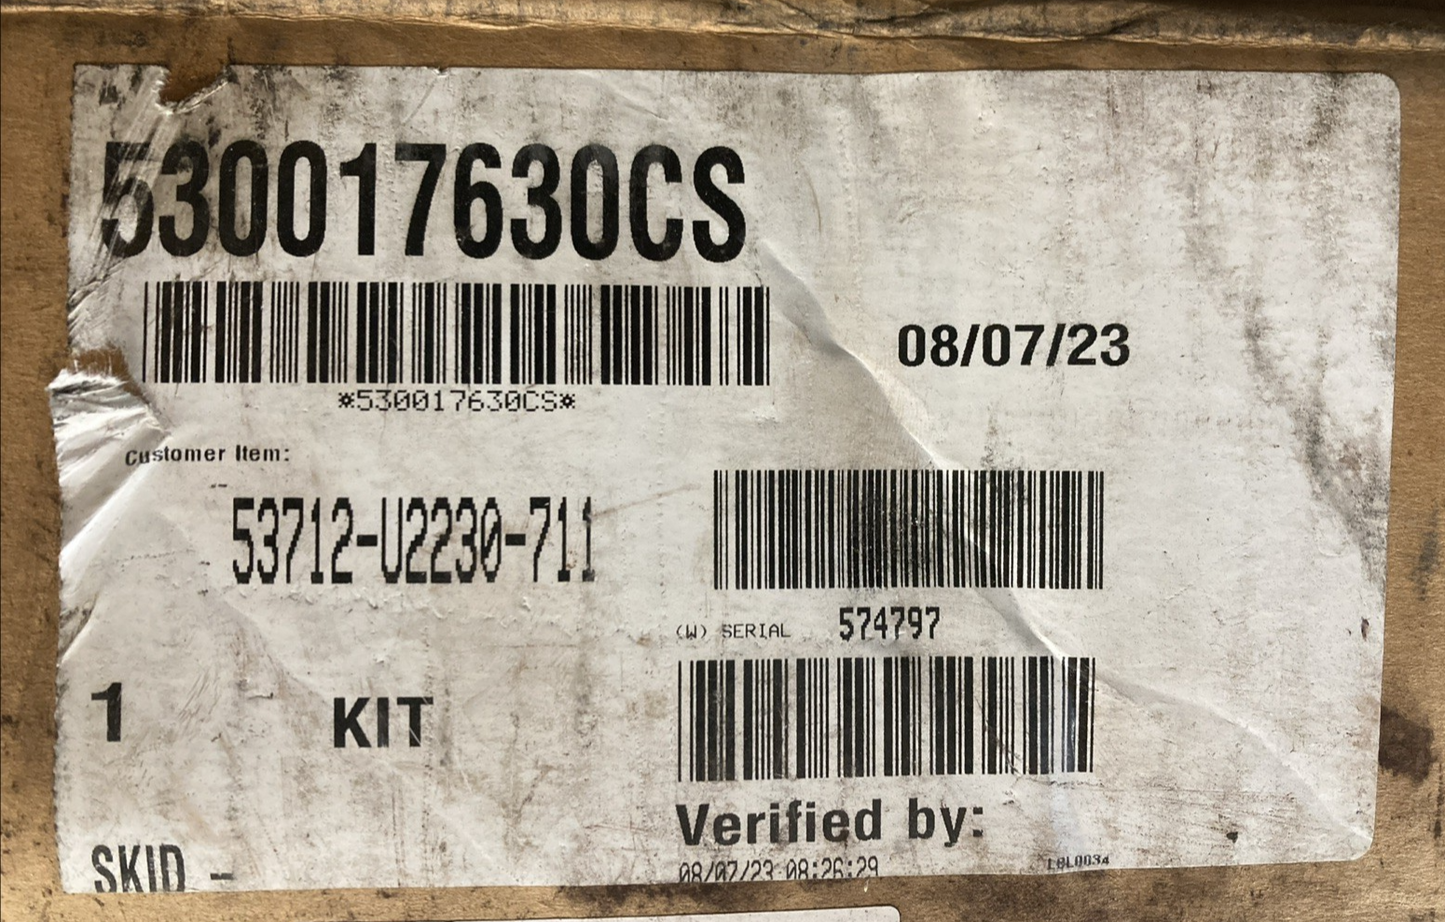 530017630CS
*530017630CS*
08/07/23
Customer Item:
53712-U2230-711
(W) SERIAL 574797
1 KIT
Verified by:
SKID -
08/07/23 08:26:29
LBL0034